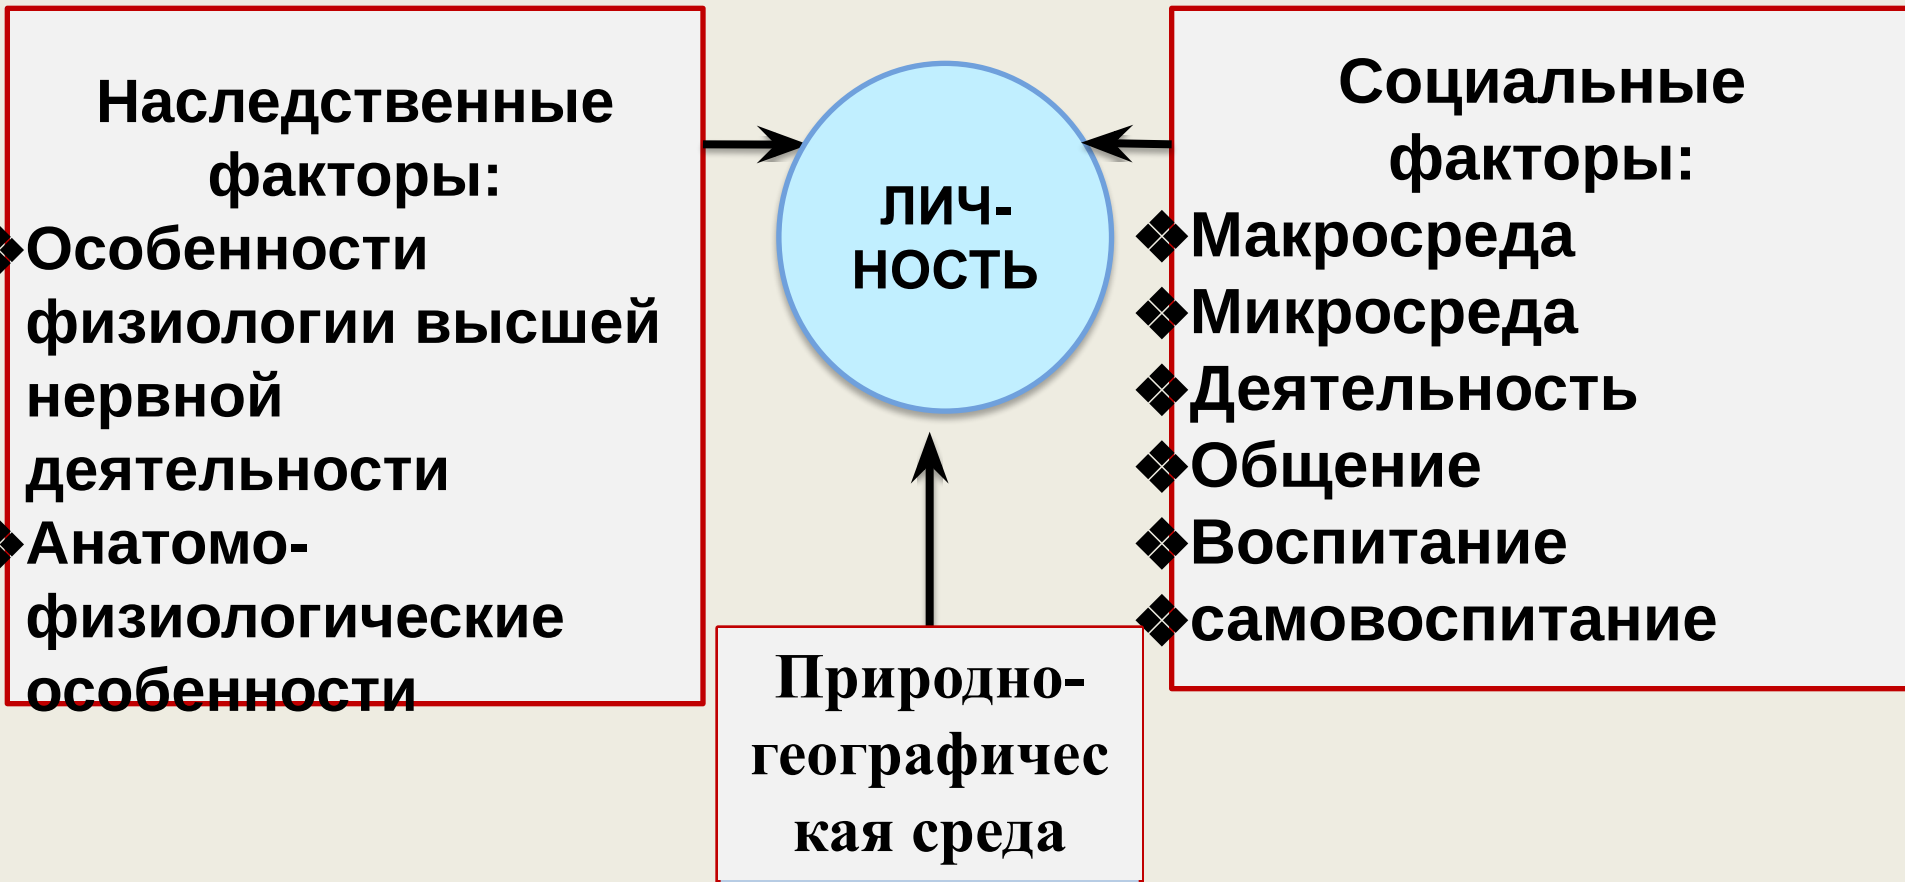 Наследственные
факторы:
❖Особенности
физиологии высшей
нервной
деятельности
❖Анатомо-
физиологические
особенности
ЛИЧ-
НОСТЬ
Природно-
географичес
кая среда
Социальные
факторы:
❖Макросреда
❖Микросреда
❖Деятельность
❖Общение
❖Воспитание
❖самовоспитание